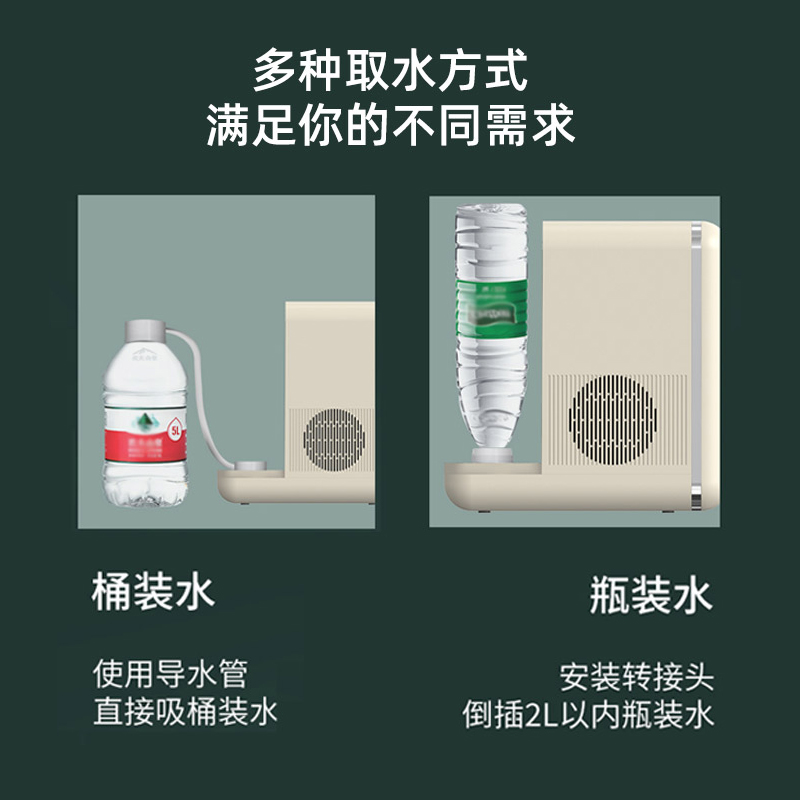 多种取水方式
满足你的不同需求
5L
桶装水
使用导水管
直接吸桶装水
瓶装水
安装转接头
倒插2L以内瓶装水